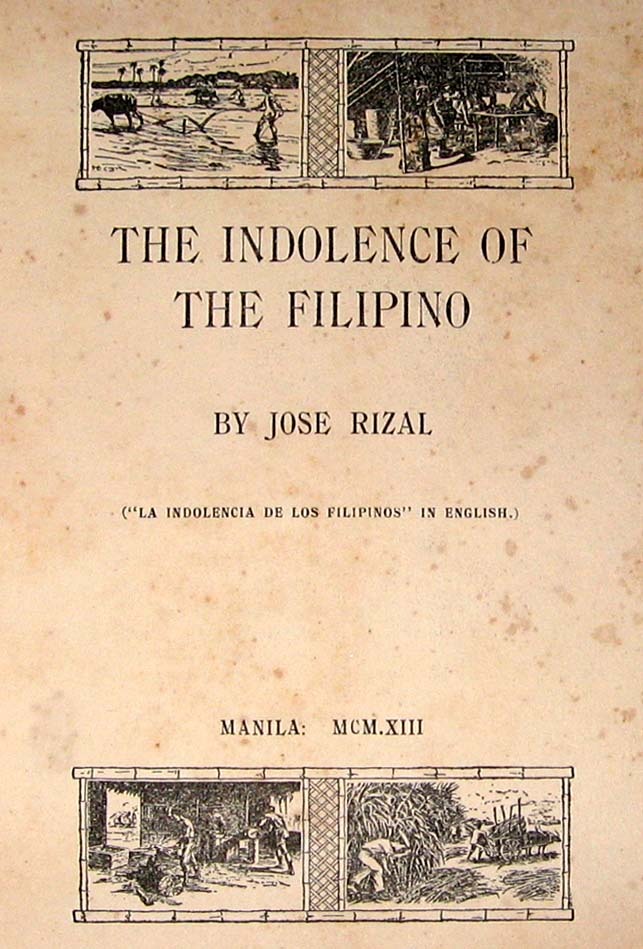 THE INDOLENCE OF
THE FILIPINO
BY JOSE RIZAL
("LA INDOLENCIA DE LOS FILIPINOS" IN ENGLISH.)
MANILA: MCM.XIII